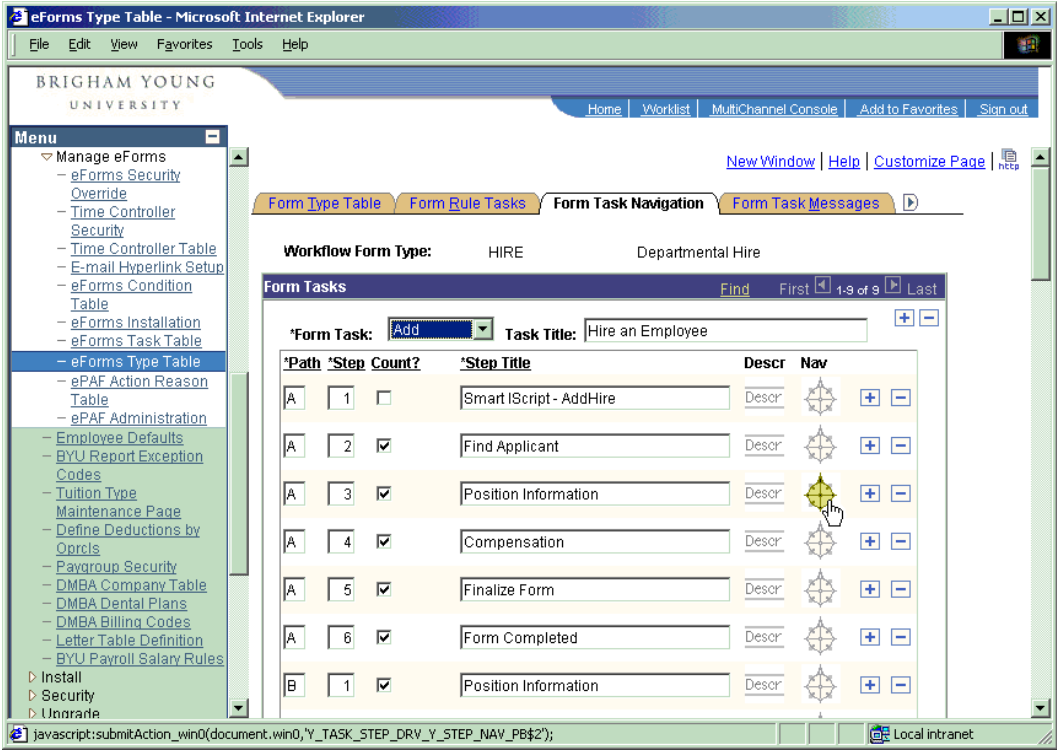 eForms Type Table - Microsoft Internet Explorer
File Edit View Favorites Tools Help
BRIGHAM YOUNG
UNIVERSITY
Home Worklist MultiChannel Console Add to Favorites Sign out
Menu
Manage eForms
eForms Security
Override
Time Controller
Security
Time Controller Table
E-mail Hyperlink Setup
eForms Condition
Table
eForms Installation
eForms Task Table
eForms Type Table
ePAF Action Reason
Table
ePAF Administration
Employee Defaults
BYU Report Exception
Codes
Tuition Type
Maintenance Page
Define Deductions by
Oprcls
Paygroup Security
DMBA Company Table
DMBA Dental Plans
DMBA Billing Codes
Letter Table Definition
BYU Payroll Salary Rules
Install
Security
Upgrade
New Window | Help | Customize Page | http
Form Type Table Form Rule Tasks Form Task Navigation Form Task Messages
Workflow Form Type: HIRE Departmental Hire
Form Tasks Find First 1-9 of 9 Last
*Form Task: Add Task Title: Hire an Employee
*Path *Step Count? *Step Title Descr Nav
A 1 Smart IScript - AddHire Descr
A 2 Find Applicant Descr
A 3 Position Information Descr
A 4 Compensation Descr
A 5 Finalize Form Descr
A 6 Form Completed Descr
B 1 Position Information Descr
javascript:submitAction_win0(document.win0,'Y_TASK_STEP_DRV_Y_STEP_NAV_PB$2'); Local intranet